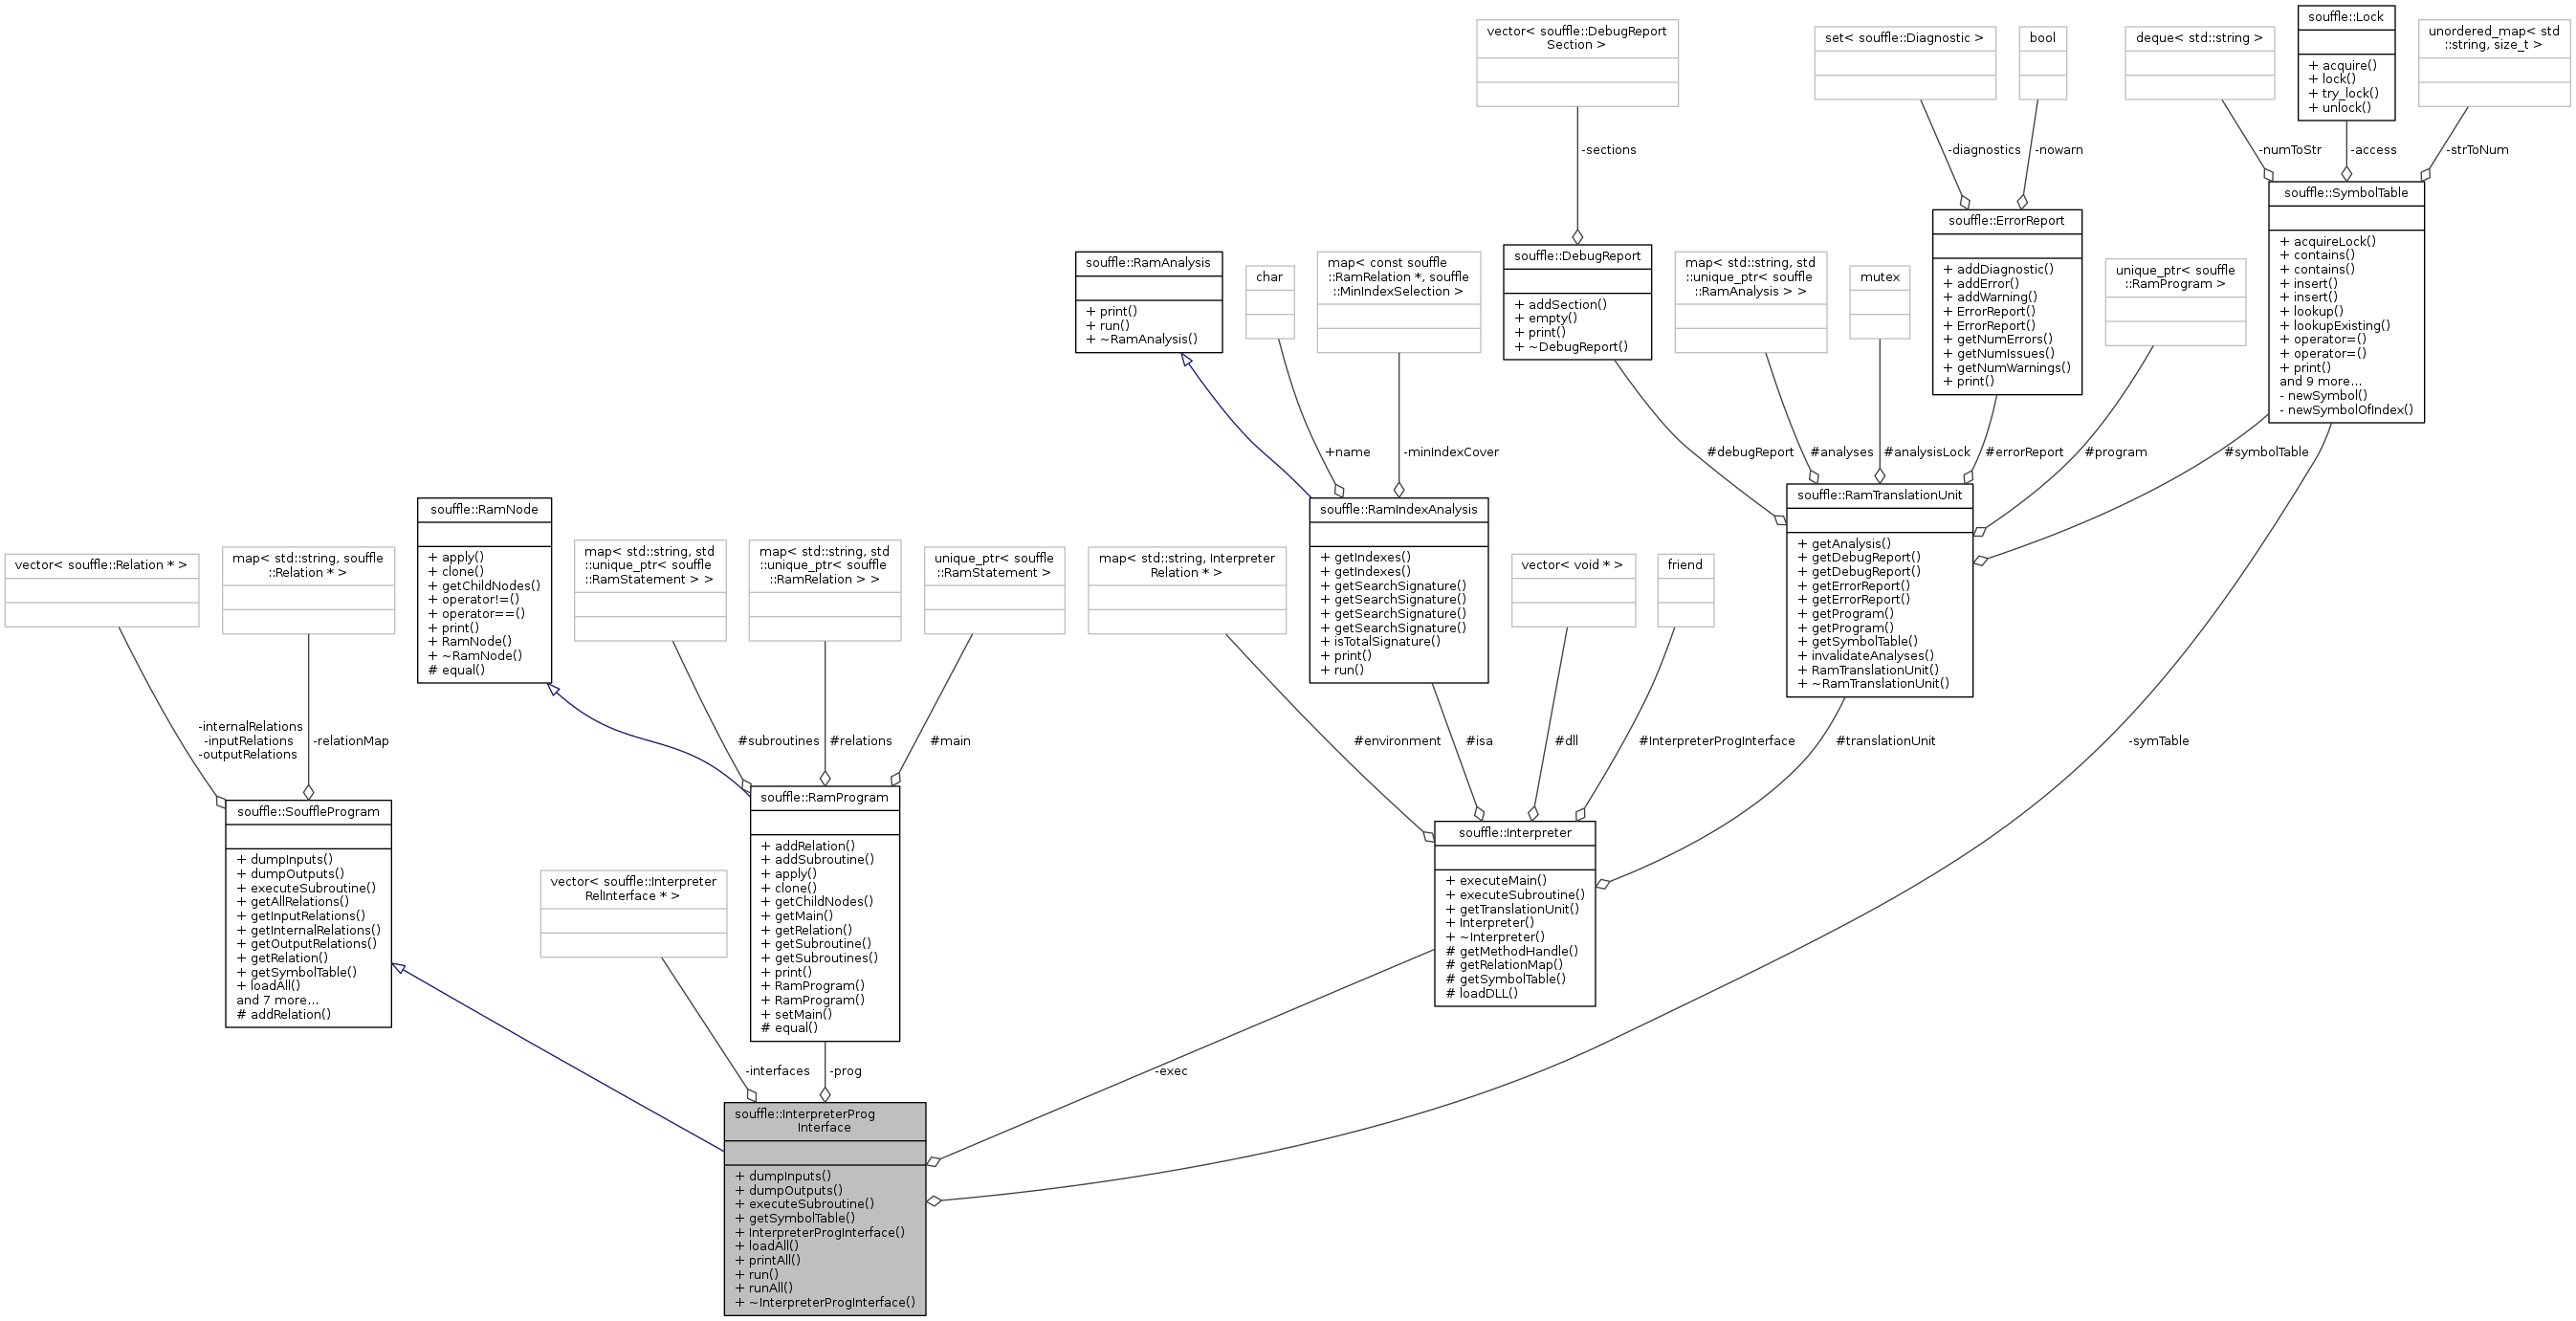 souffle::Lock
+ acquire()
+ lock()
+ try_lock()
+ unlock()
vector< souffle::DebugReport
Section >
set< souffle::Diagnostic >
bool
deque< std::string >
unordered_map< std
::string, size_t >
-sections
-diagnostics
-nowarn
-numToStr
-access
-strToNum
souffle::RamAnalysis
+ print()
+ run()
+ ~RamAnalysis()
char
map< const souffle
::RamRelation *, souffle
::MinIndexSelection >
souffle::DebugReport
+ addSection()
+ empty()
+ print()
+ ~DebugReport()
map< std::string, std
::unique_ptr< souffle
::RamAnalysis > >
mutex
souffle::ErrorReport
+ addDiagnostic()
+ addError()
+ addWarning()
+ ErrorReport()
+ ErrorReport()
+ getNumErrors()
+ getNumIssues()
+ getNumWarnings()
+ print()
unique_ptr< souffle
::RamProgram >
souffle::SymbolTable
+ acquireLock()
+ contains()
+ contains()
+ insert()
+ insert()
+ lookup()
+ lookupExisting()
+ operator=()
+ operator=()
+ print()
and 9 more...
- newSymbol()
- newSymbolOfIndex()
+name
-minIndexCover
#debugReport
#analyses
#analysisLock
#errorReport
#program
#symbolTable
vector< souffle::Relation * >
map< std::string, souffle
::Relation * >
souffle::RamNode
+ apply()
+ clone()
+ getChildNodes()
+ operator!=()
+ operator==()
+ print()
+ RamNode()
+ ~RamNode()
# equal()
map< std::string, std
::unique_ptr< souffle
::RamStatement > >
map< std::string, std
::unique_ptr< souffle
::RamRelation > >
unique_ptr< souffle
::RamStatement >
map< std::string, Interpreter
Relation * >
souffle::RamIndexAnalysis
+ getIndexes()
+ getIndexes()
+ getSearchSignature()
+ getSearchSignature()
+ getSearchSignature()
+ getSearchSignature()
+ isTotalSignature()
+ print()
+ run()
vector< void * >
friend
souffle::RamTranslationUnit
+ getAnalysis()
+ getDebugReport()
+ getDebugReport()
+ getErrorReport()
+ getErrorReport()
+ getProgram()
+ getProgram()
+ getSymbolTable()
+ invalidateAnalyses()
+ RamTranslationUnit()
+ ~RamTranslationUnit()
-internalRelations
-inputRelations
-outputRelations
-relationMap
#subroutines
#relations
#main
#environment
#isa
#dll
#InterpreterProgInterface
#translationUnit
-symTable
souffle::SouffleProgram
+ dumpInputs()
+ dumpOutputs()
+ executeSubroutine()
+ getAllRelations()
+ getInputRelations()
+ getInternalRelations()
+ getOutputRelations()
+ getRelation()
+ getSymbolTable()
+ loadAll()
and 7 more...
# addRelation()
vector< souffle::Interpreter
RelInterface * >
souffle::RamProgram
+ addRelation()
+ addSubroutine()
+ apply()
+ clone()
+ getChildNodes()
+ getMain()
+ getRelation()
+ getSubroutine()
+ getSubroutines()
+ print()
+ RamProgram()
+ RamProgram()
+ setMain()
# equal()
souffle::Interpreter
+ executeMain()
+ executeSubroutine()
+ getTranslationUnit()
+ Interpreter()
+ ~Interpreter()
# getMethodHandle()
# getRelationMap()
# getSymbolTable()
# loadDLL()
-interfaces
-prog
-exec
souffle::InterpreterProg
Interface
+ dumpInputs()
+ dumpOutputs()
+ executeSubroutine()
+ getSymbolTable()
+ InterpreterProgInterface()
+ loadAll()
+ printAll()
+ run()
+ runAll()
+ ~InterpreterProgInterface()